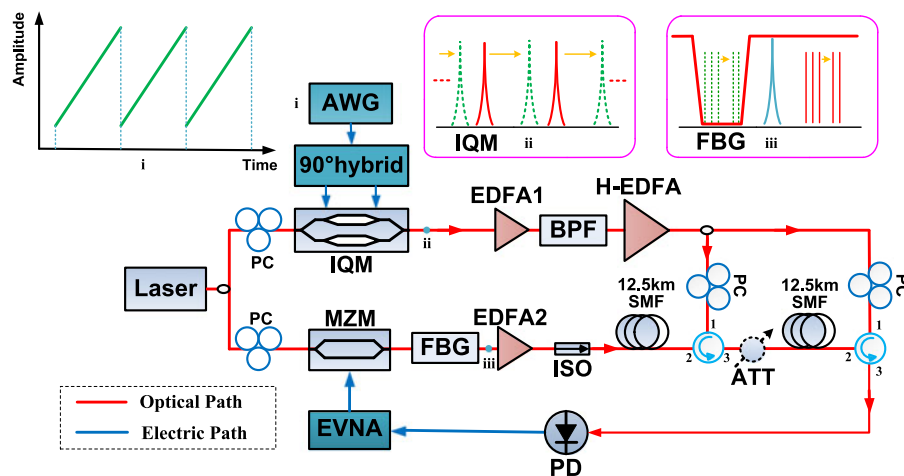 Amplitude
Time
i
i
AWG
90°hybrid
IQM
ii
FBG
iii
EDFA1
BPF
H-EDFA
PC
IQM
ii
Laser
PC
PC
12.5km
SMF
12.5km
SMF
PC
MZM
FBG
iii
EDFA2
ISO
1
2
3
ATT
1
2
3
Optical Path
Electric Path
EVNA
PD